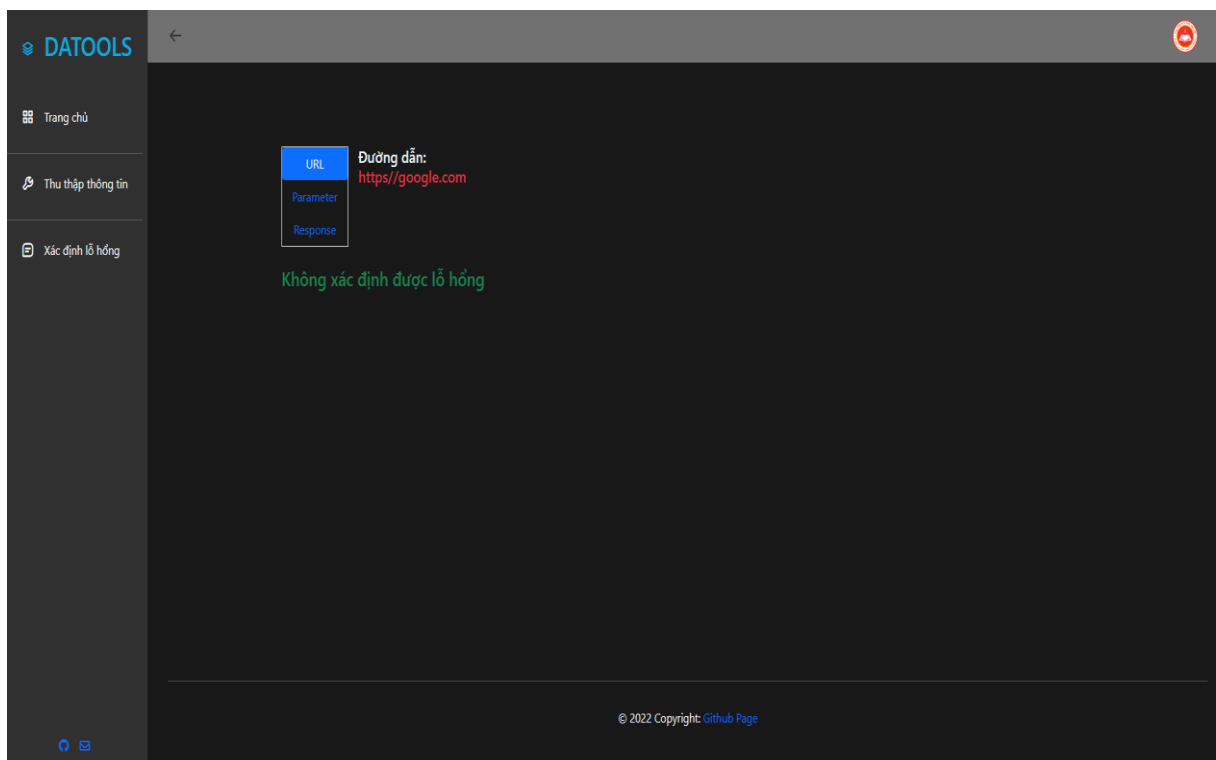 DATOOLS
Trang chủ
Thu thập thông tin
Xác định lỗ hổng
URL
Parameter
Response
Đường dẫn:
https//google.com
Không xác định được lỗ hổng
© 2022 Copyright: Github Page